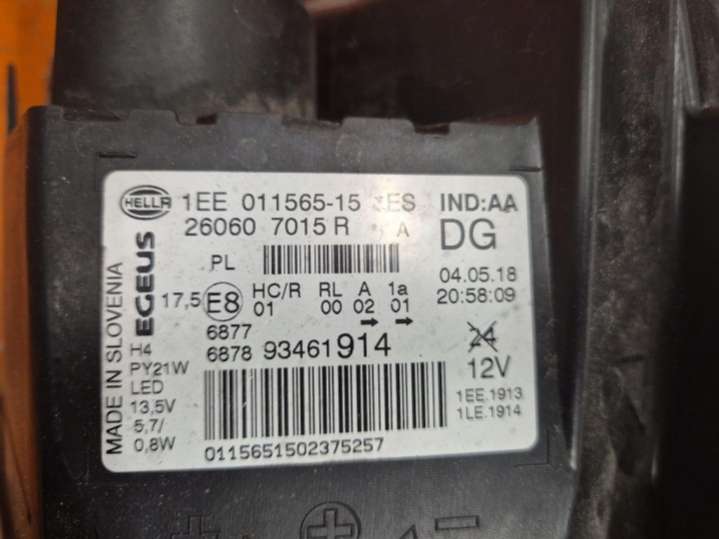 HELLA 1EE 011565-15 ES IND:AA
26060 7015 R A DG
PL
04.05.18
20:58:09
17,5 E8 HC/R RL A 1a
01 00 02 01
6877
6878 93461914
24
12V
1EE.1913
1LE.1914
H4
PY21W
LED
13,5V
5,7/
0,8W
0115651502375257
MADE IN SLOVENIA
EGEUS